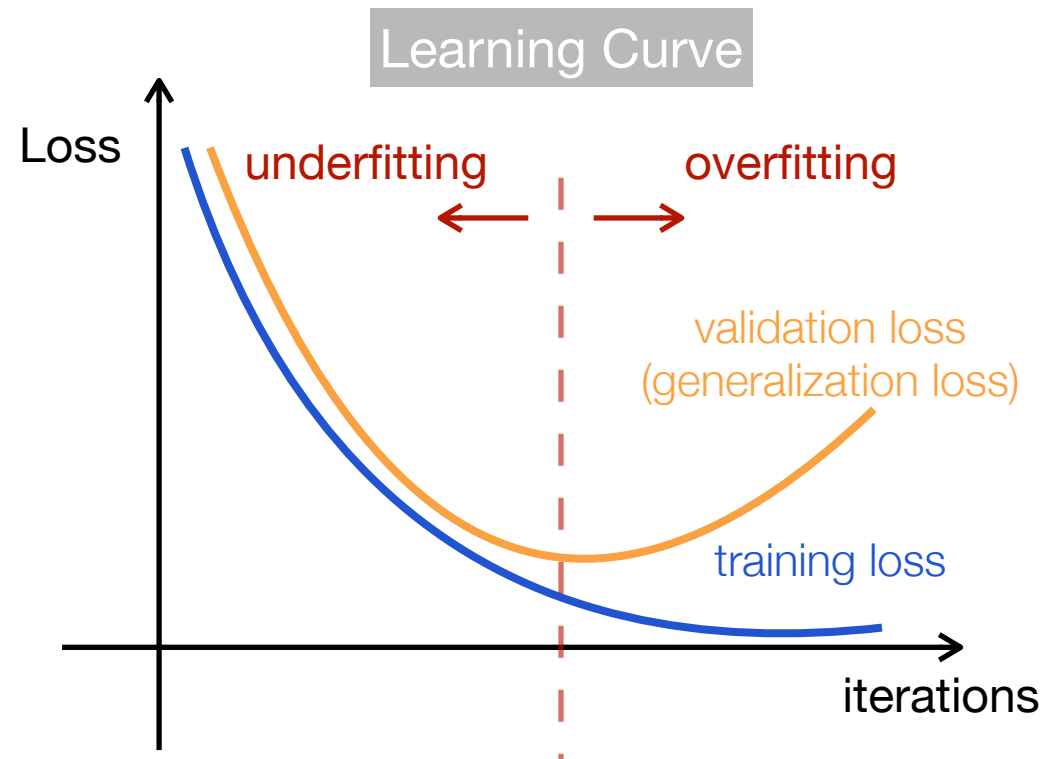 Learning Curve
Loss
underfitting
overfitting
validation loss
(generalization loss)
training loss
iterations